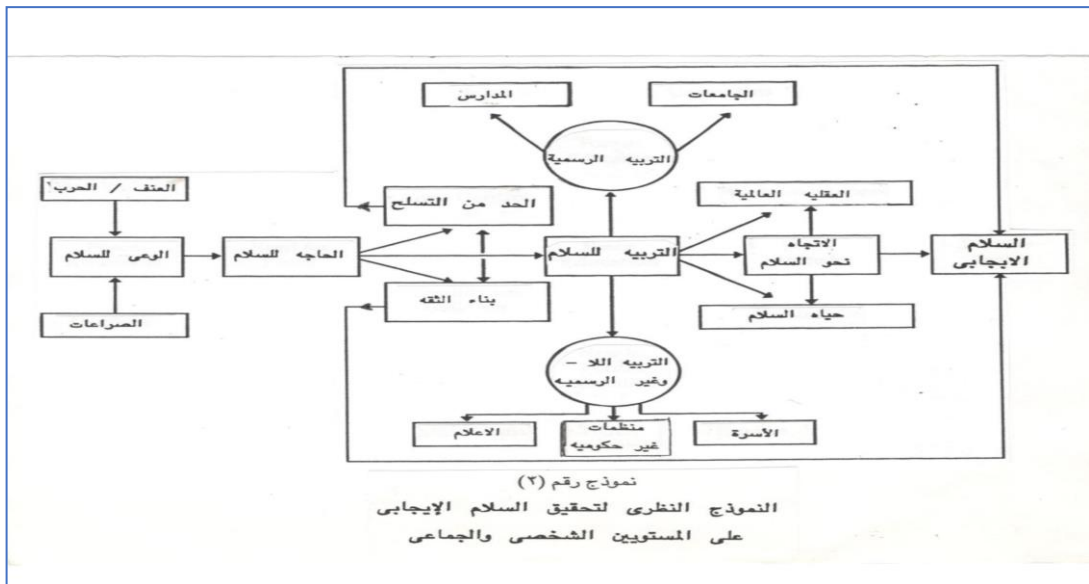 المدارس
الجامعات
التربيه الرسمية
العنف / الحرب
الحد من التسلح
العقليه العالمية
الوعى للسلام
الحاجه للسلام
التربيه للسلام
الاتجاه
نحو السلام
السلام
الايجابى
بناء الثقه
الصراعات
حياه السلام
التربيه اللا –
وغير الرسميه
الاعلام
منظمات
غير حكوميه
الأسرة
نموذج رقم (٢)
النموذج النظرى لتحقيق السلام الإيجابى
على المستويين الشخصى والجماعى